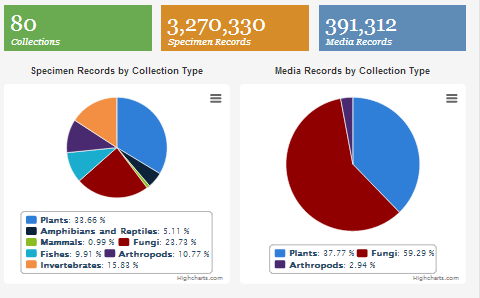 80
Collections
3,270,330
Specimen Records
391,312
Media Records
Specimen Records by Collection Type
Plants: 33.66 %
Amphibians and Reptiles: 5.11 %
Mammals: 0.99 % Fungi: 23.73 %
Fishes: 9.91 % Arthropods: 10.77 %
Invertebrates: 15.83 %
Highcharts.com
Media Records by Collection Type
Plants: 37.77 % Fungi: 59.29 %
Arthropods: 2.94 %
Highcharts.com